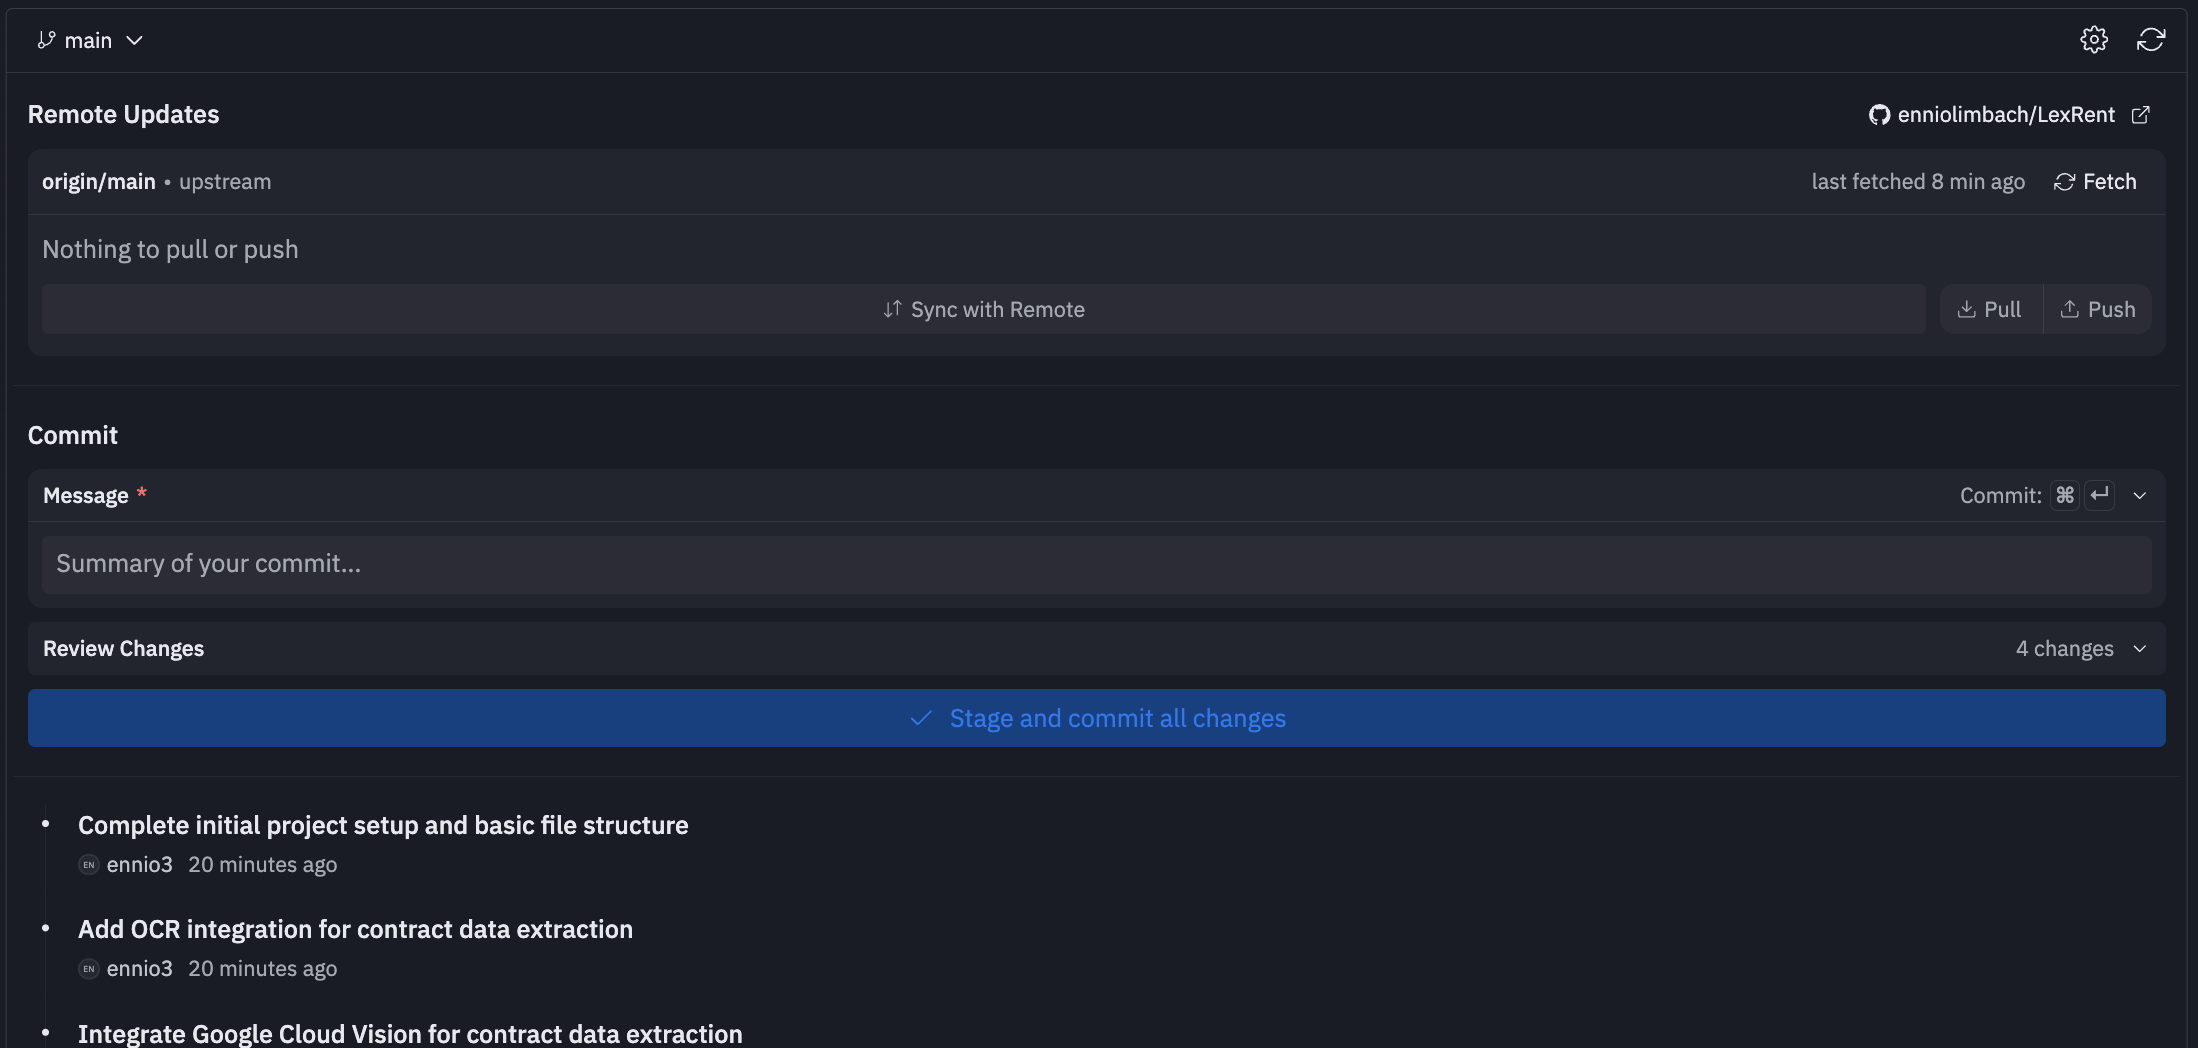 main
Remote Updates
enniolimbach/LexRent
origin/main • upstream
last fetched 8 min ago
Fetch
Nothing to pull or push
Sync with Remote
Pull
Push
Commit
Message *
Commit: ⌘ ↵
Summary of your commit...
Review Changes
4 changes
Stage and commit all changes
Complete initial project setup and basic file structure
EN ennio3 20 minutes ago
Add OCR integration for contract data extraction
EN ennio3 20 minutes ago
Integrate Google Cloud Vision for contract data extraction